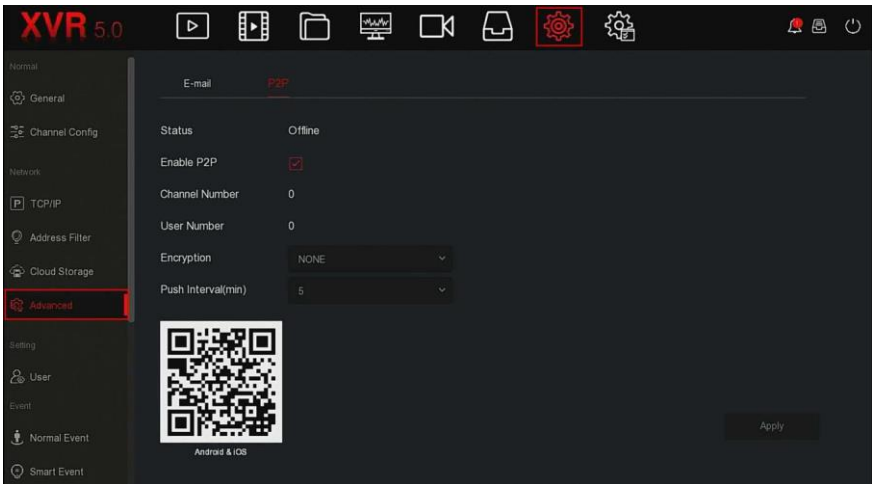 XVR 5.0
Normal
General
Channel Config
Network
P TCP/IP
Address Filter
Cloud Storage
Advanced
Setting
User
Event
Normal Event
Smart Event
E-mail P2P
Status Offline
Enable P2P
Channel Number 0
User Number 0
Encryption NONE
Push Interval(min) 5
Android & iOS
Apply